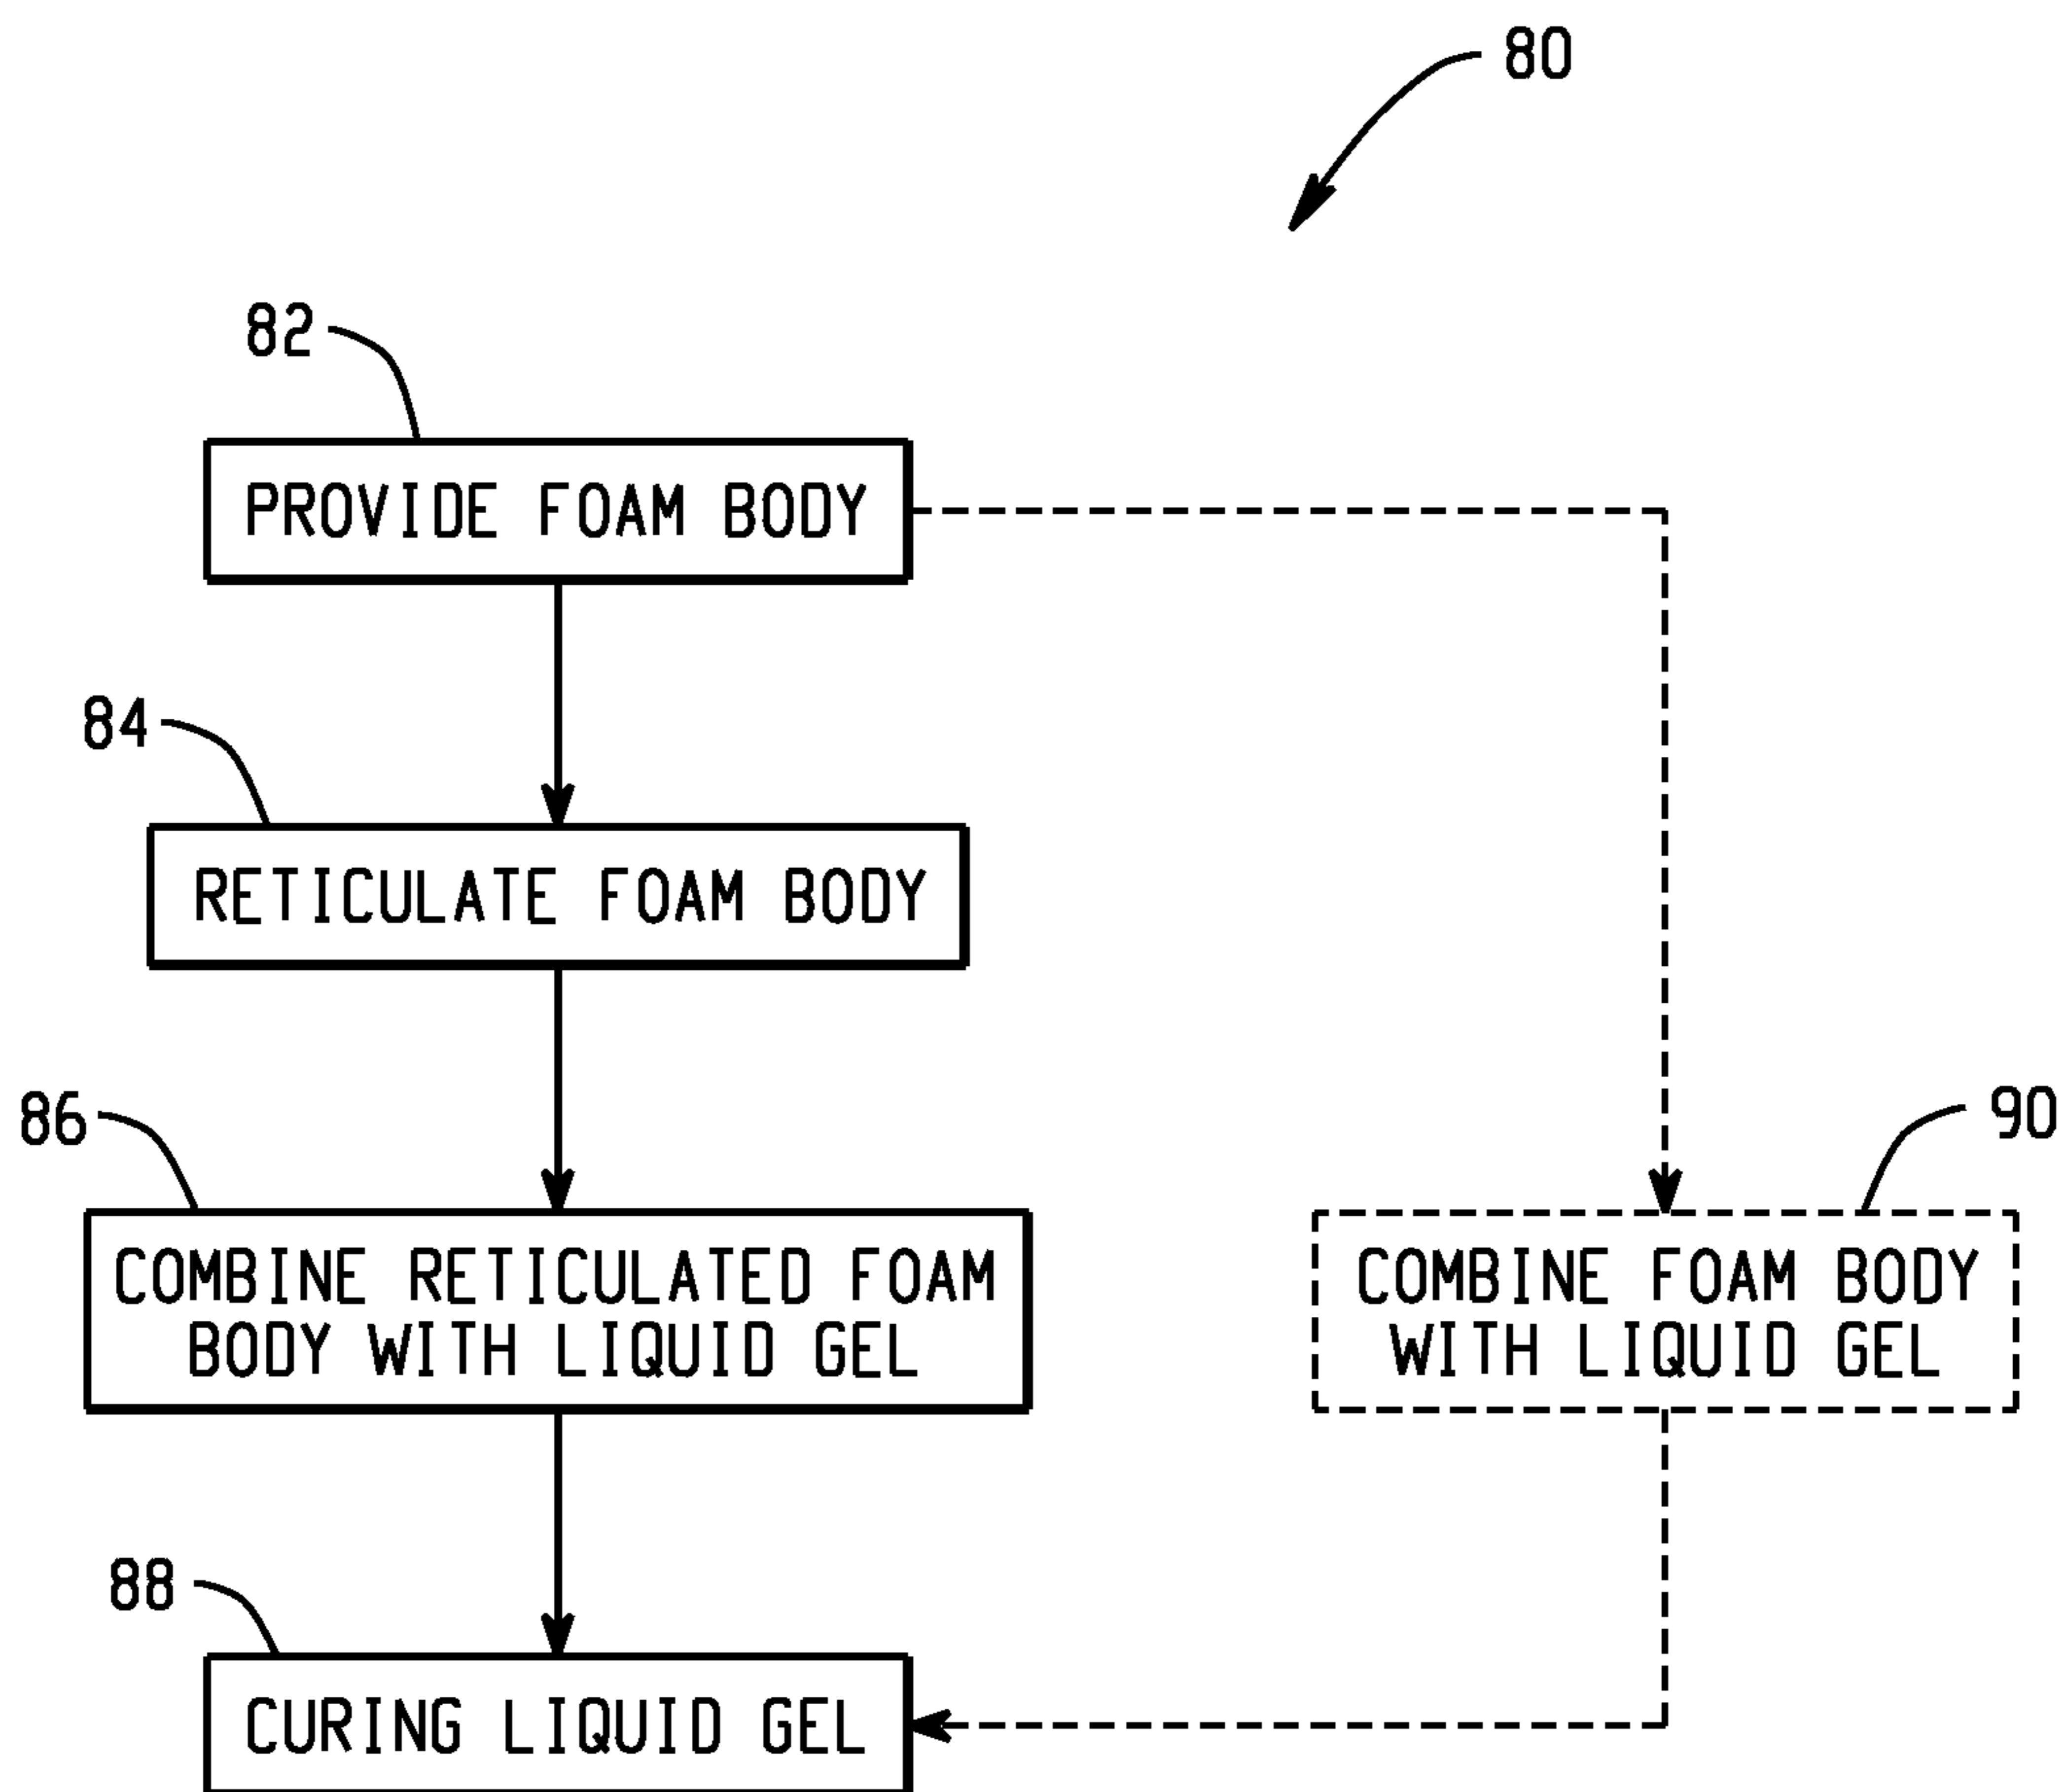 80
82
PROVIDE FOAM BODY
84
RETICULATE FOAM BODY
86
COMBINE RETICULATED FOAM
BODY WITH LIQUID GEL
90
COMBINE FOAM BODY
WITH LIQUID GEL
88
CURING LIQUID GEL